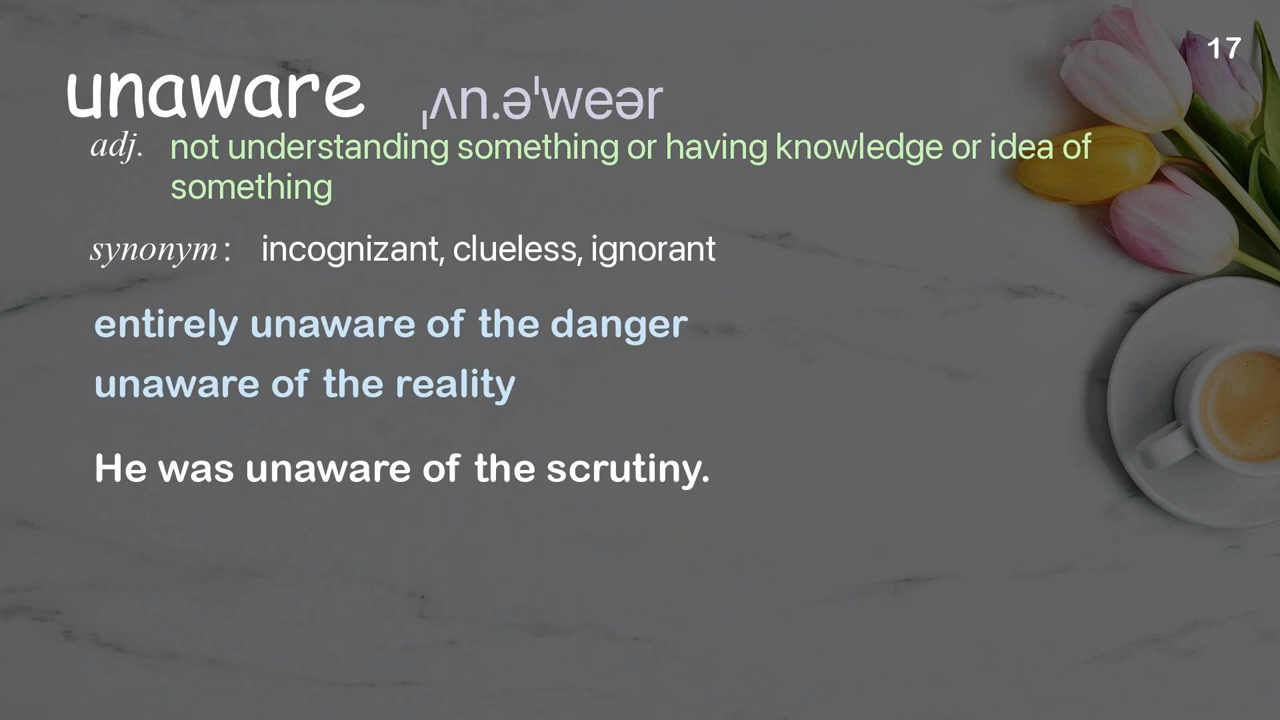 17
unaware ˌʌn.əˈweər
adj. not understanding something or having knowledge or idea of
something
synonym: incognizant, clueless, ignorant
entirely unaware of the danger
unaware of the reality
He was unaware of the scrutiny.